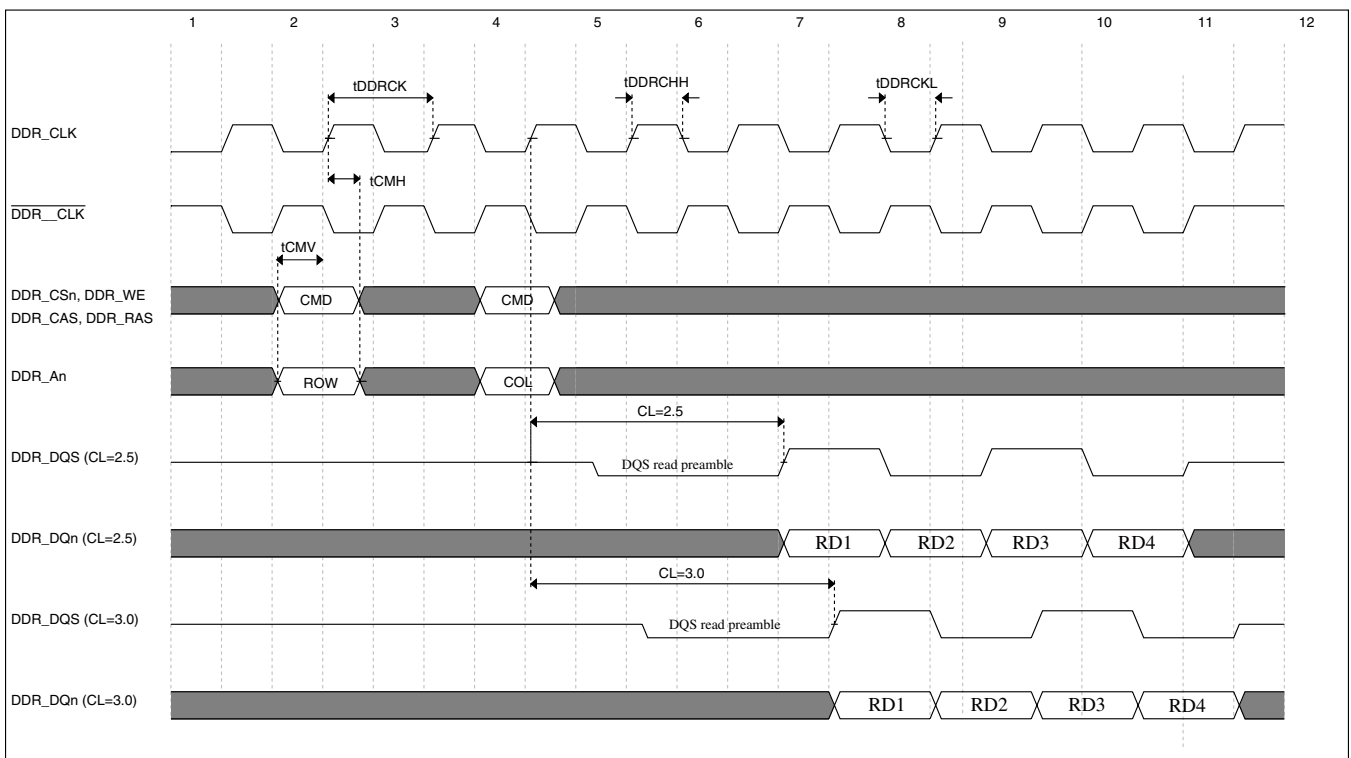 1 2 3 4 5 6 7 8 9 10 11 12
tDDRCK tDDRCHH tDDRCKL
DDR_CLK
tCMH
DDR__CLK
tCMV
DDR_CSn, DDR_WE
DDR_CAS, DDR_RAS
CMD CMD
DDR_An ROW COL
CL=2.5
DDR_DQS (CL=2.5) DQS read preamble
DDR_DQn (CL=2.5) RD1 RD2 RD3 RD4
CL=3.0
DDR_DQS (CL=3.0) DQS read preamble
DDR_DQn (CL=3.0) RD1 RD2 RD3 RD4